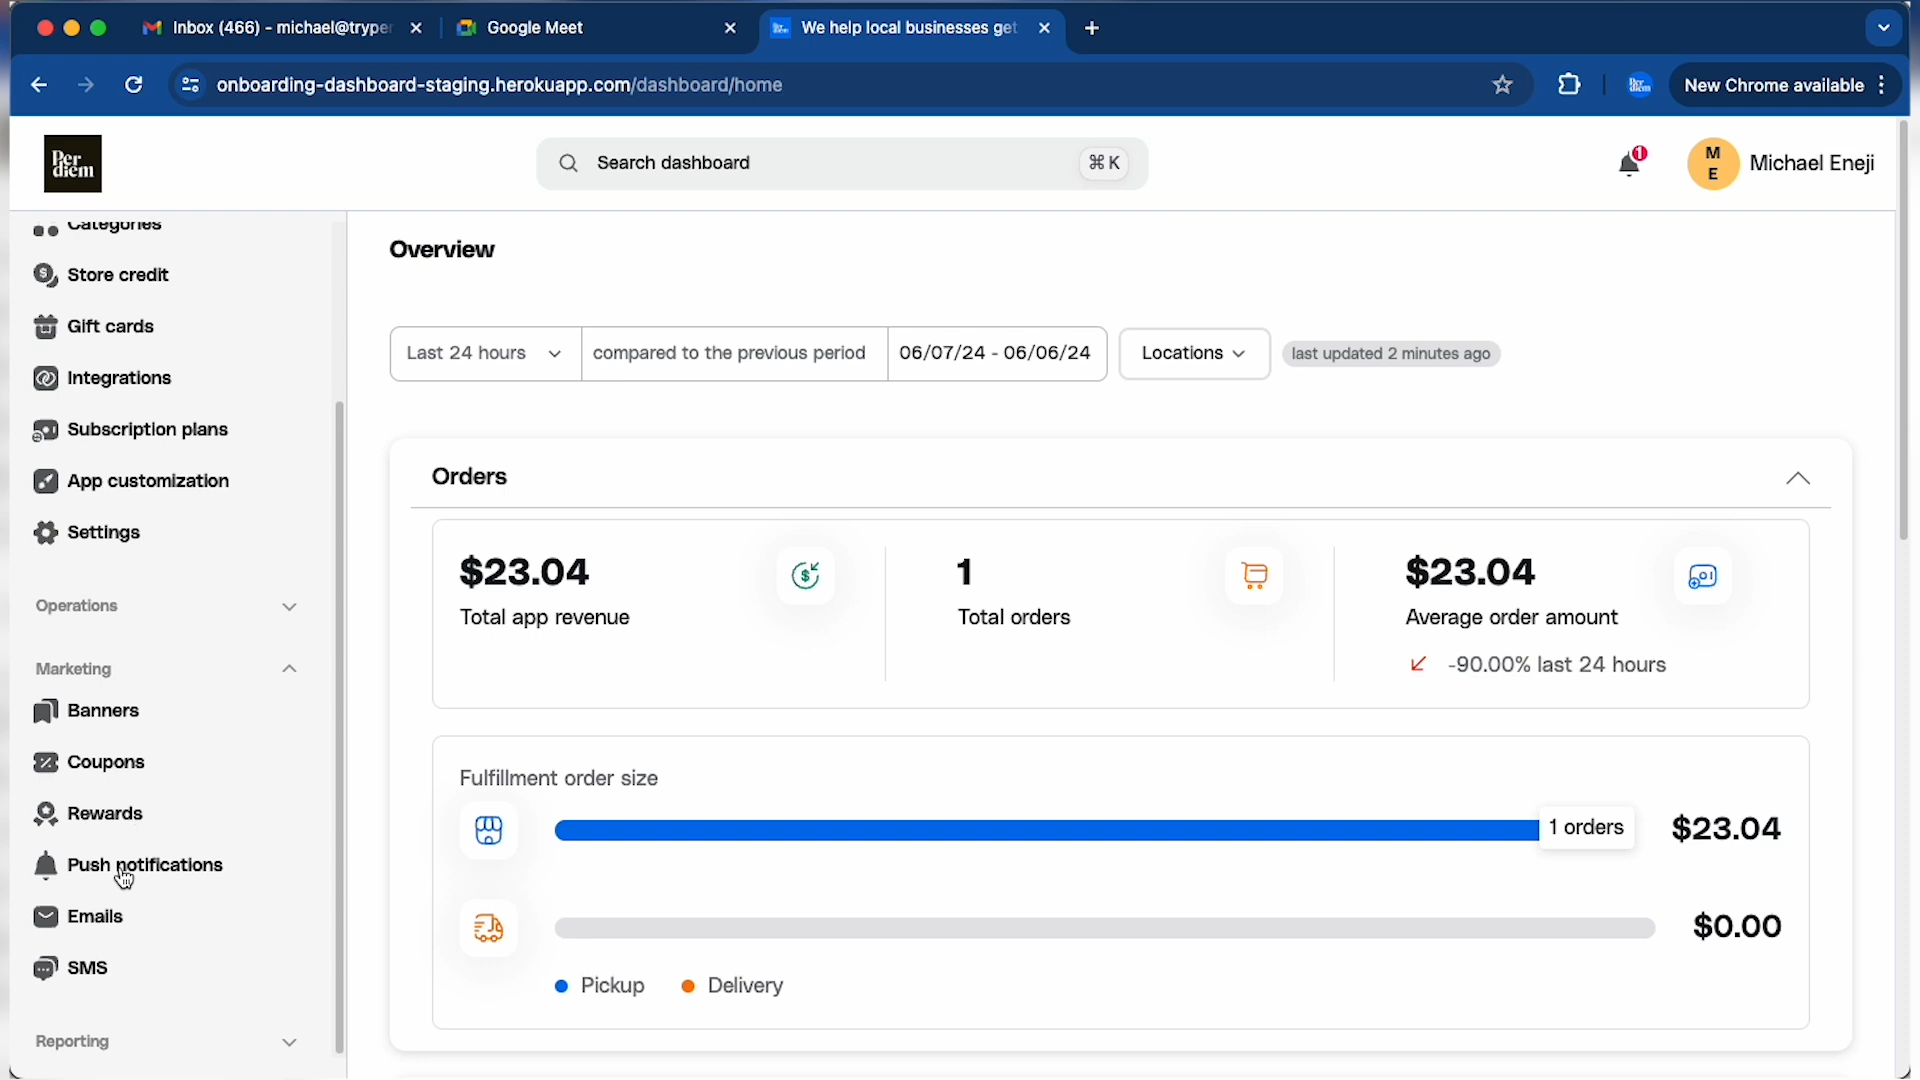 Inbox (466) - michael@tryper
Google Meet
We help local businesses get
onboarding-dashboard-staging.herokuapp.com/dashboard/home
Per diem
New Chrome available
Per
diem
Search dashboard
⌘ K
1
M
E
Michael Eneji
Categories
Store credit
Gift cards
Integrations
Subscription plans
App customization
Settings
Operations
Marketing
Banners
Coupons
Rewards
Push notifications
Emails
SMS
Reporting
Overview
Last 24 hours
compared to the previous period
06/07/24 - 06/06/24
Locations
last updated 2 minutes ago
Orders
$23.04
Total app revenue
1
Total orders
$23.04
Average order amount
-90.00% last 24 hours
Fulfillment order size
1 orders
$23.04
$0.00
Pickup
Delivery